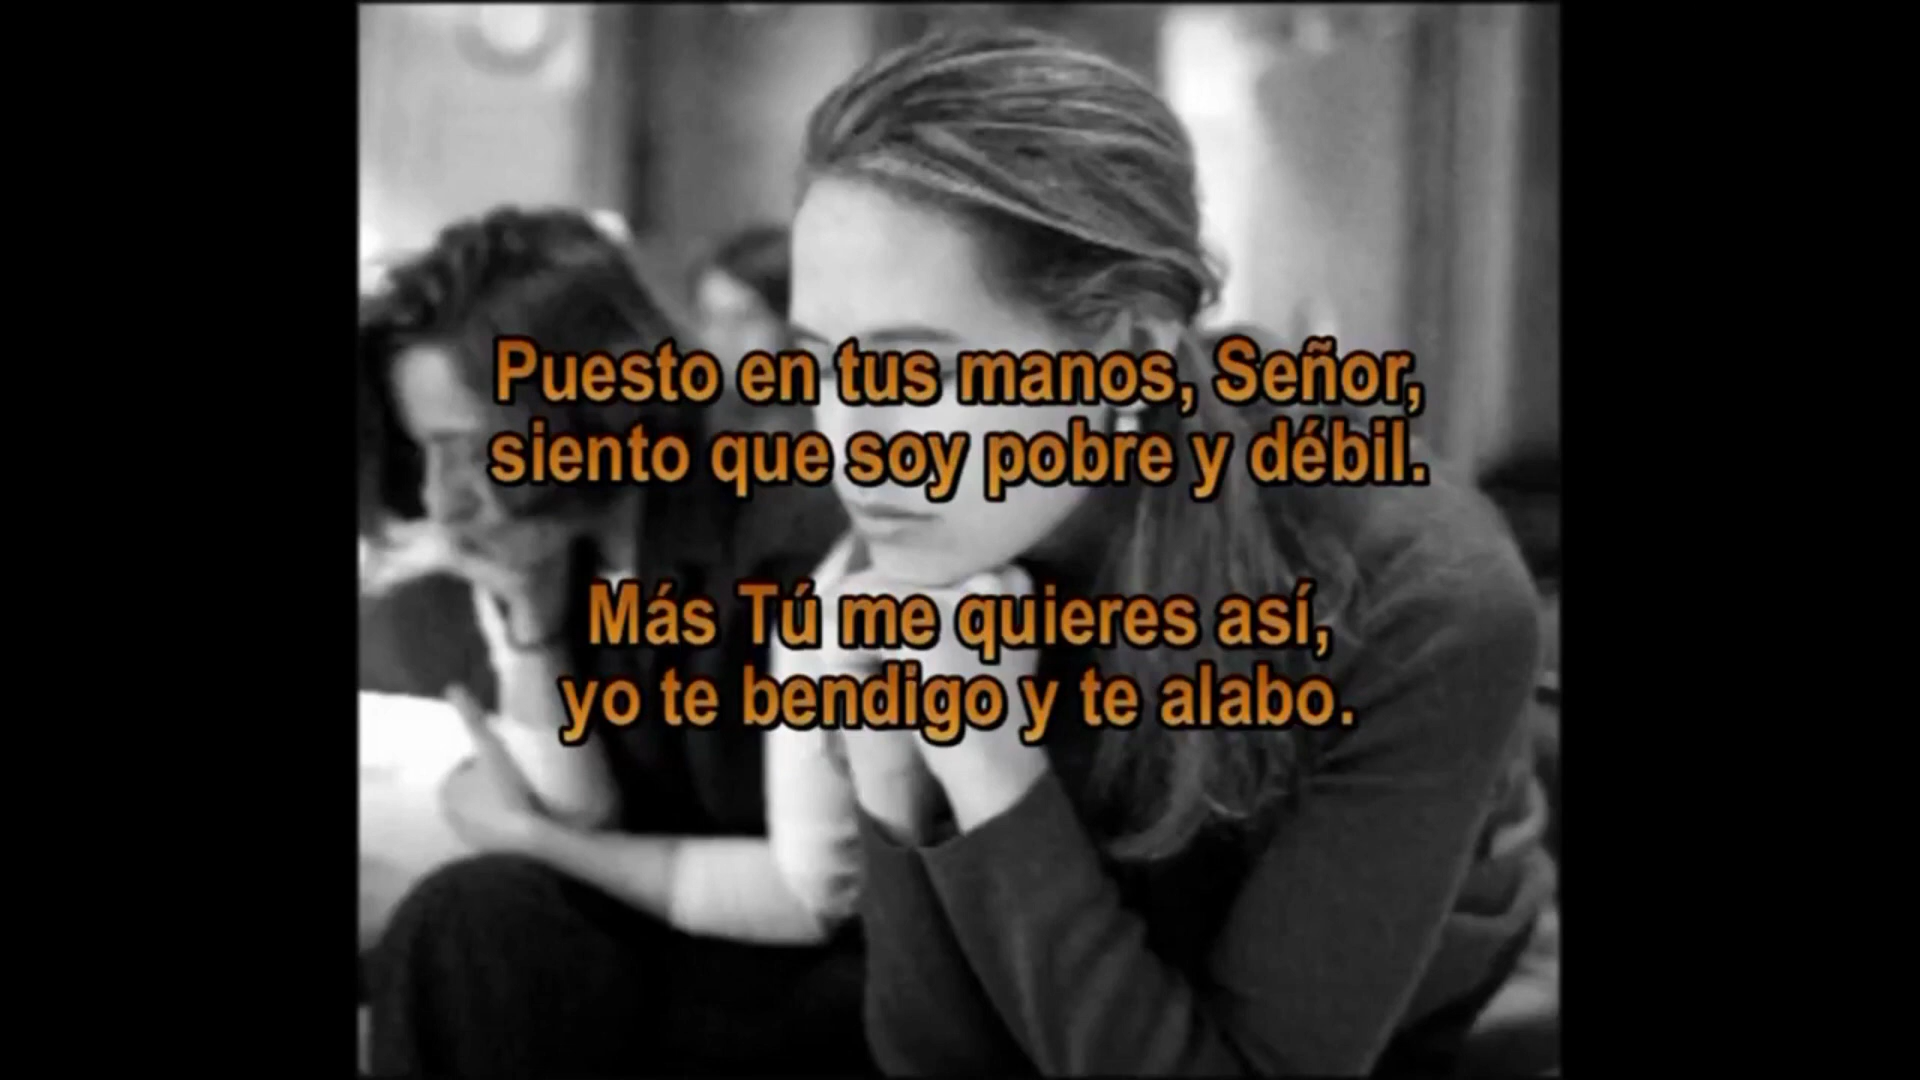 Puesto en tus manos, Señor,
siento que soy pobre y débil.
Más Tú me quieres así,
yo te bendigo y te alabo.